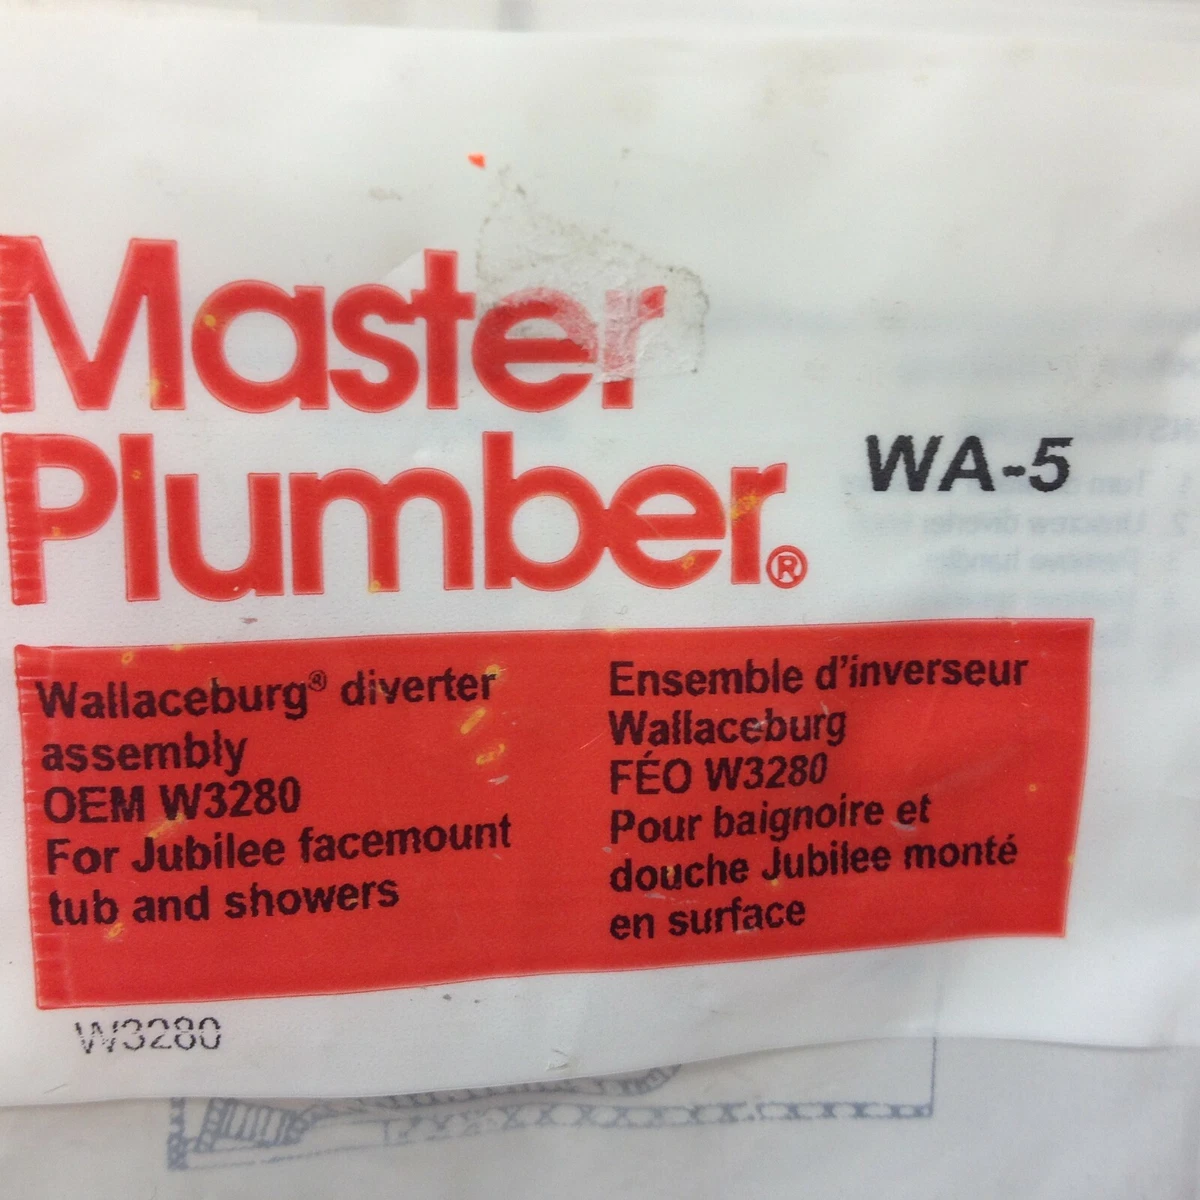 Master
Plumber®
WA-5
Wallaceburg® diverter
assembly
OEM W3280
For Jubilee facemount
tub and showers
Ensemble d'inverseur
Wallaceburg
FÉO W3280
Pour baignoire et
douche Jubilee monté
en surface
W3280